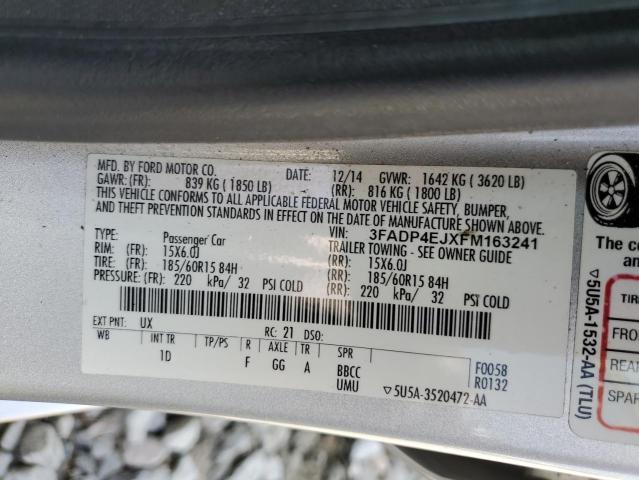 MFD. BY FORD MOTOR CO.
DATE: 12/14 GVWR: 1642 KG ( 3620 LB)
GAWR: (FR): 839 KG ( 1850 LB) (RR): 816 KG ( 1800 LB)
THIS VEHICLE CONFORMS TO ALL APPLICABLE FEDERAL MOTOR VEHICLE SAFETY, BUMPER,
AND THEFT PREVENTION STANDARDS IN EFFECT ON THE DATE OF MANUFACTURE SHOWN ABOVE.
VIN: 3FADP4EJXFM163241
TYPE: Passenger Car TRAILER TOWING - SEE OWNER GUIDE
RIM: (FR): 15X6.0J (RR): 15X6.0J
TIRE: (FR): 185/60R15 84H (RR): 185/60R15 84H
PRESSURE: (FR): 220 kPa/ 32 PSI COLD (RR): 220 kPa/ 32 PSI COLD
EXT PNT: UX RC: 21 DSO:
WB INT TR TP/PS R AXLE TR SPR
1D F GG A BBCC F0058
UMU R0132
▽5U5A-3520472-AA
▽5U5A-1532-AA (TLU)
The co
TIR
FRO
REA
SPAR